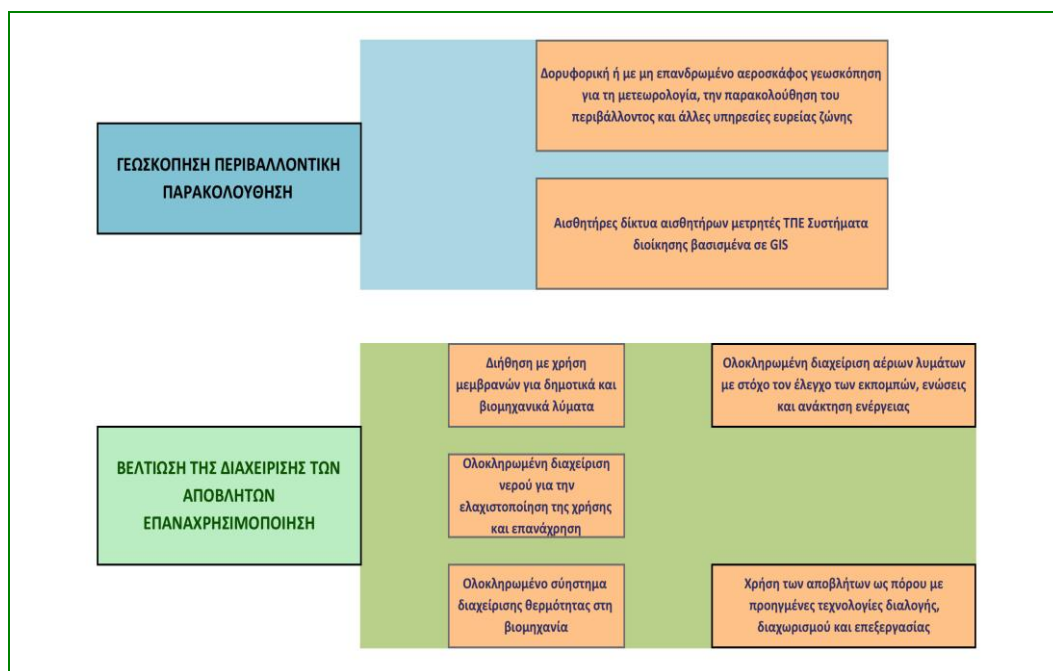 ΓΕΩΣΚΟΠΗΣΗ ΠΕΡΙΒΑΛΛΟΝΤΙΚΗ
ΠΑΡΑΚΟΛΟΥΘΗΣΗ
Δορυφορική ή με μη επανδρωμένο αεροσκάφος γεωσκόπηση
για τη μετεωρολογία, την παρακολούθηση του
περιβάλλοντος και άλλες υπηρεσίες ευρείας ζώνης
Αισθητήρες δίκτυα αισθητήρων μετρητές ΤΠΕ Συστήματα
διοίκησης βασισμένα σε GIS
ΒΕΛΤΙΩΣΗ ΤΗΣ ΔΙΑΧΕΙΡΙΣΗΣ ΤΩΝ
ΑΠΟΒΛΗΤΩΝ
ΕΠΑΝΑΧΡΗΣΙΜΟΠΟΙΗΣΗ
Διήθηση με χρήση
μεμβρανών για δημοτικά και
βιομηχανικά λύματα
Ολοκληρωμένη διαχείριση αέριων λυμάτων
με στόχο τον έλεγχο των εκπομπών, ενώσεις
και ανάκτηση ενέργειας
Ολοκληρωμένη διαχείριση
νερού για την
ελαχιστοποίηση της χρήσης
και επανάχρηση
Ολοκληρωμένο σύηστημα
διαχείρισης θερμότητας στη
βιομηχανία
Χρήση των αποβλήτων ως πόρου με
προηγμένες τεχνολογίες διαλογής,
διαχωρισμού και επεξεργασίας